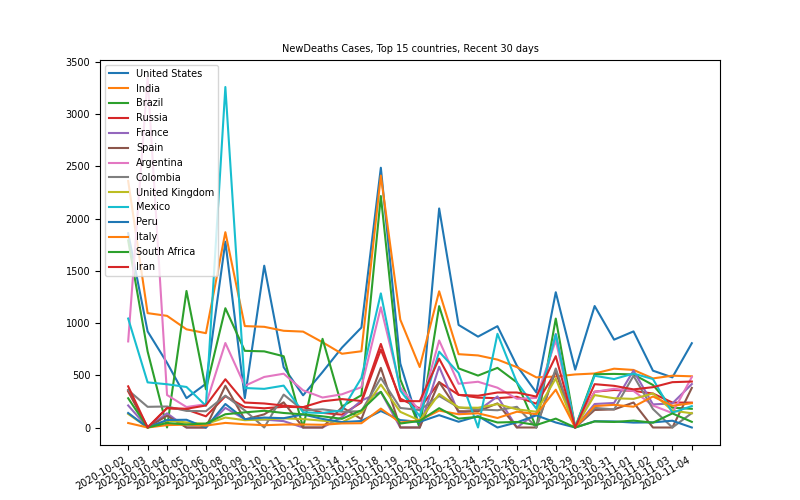 NewDeaths Cases, Top 15 countries, Recent 30 days
3500
3000
2500
2000
1500
1000
500
0
United States
India
Brazil
Russia
France
Spain
Argentina
Colombia
United Kingdom
Mexico
Peru
Italy
South Africa
Iran
2020-10-02
2020-10-03
2020-10-04
2020-10-05
2020-10-06
2020-10-08
2020-10-09
2020-10-10
2020-10-11
2020-10-12
2020-10-13
2020-10-14
2020-10-16
2020-10-18
2020-10-19
2020-10-20
2020-10-22
2020-10-23
2020-10-24
2020-10-25
2020-10-26
2020-10-27
2020-10-28
2020-10-29
2020-10-30
2020-10-31
2020-11-01
2020-11-02
2020-11-03
2020-11-04